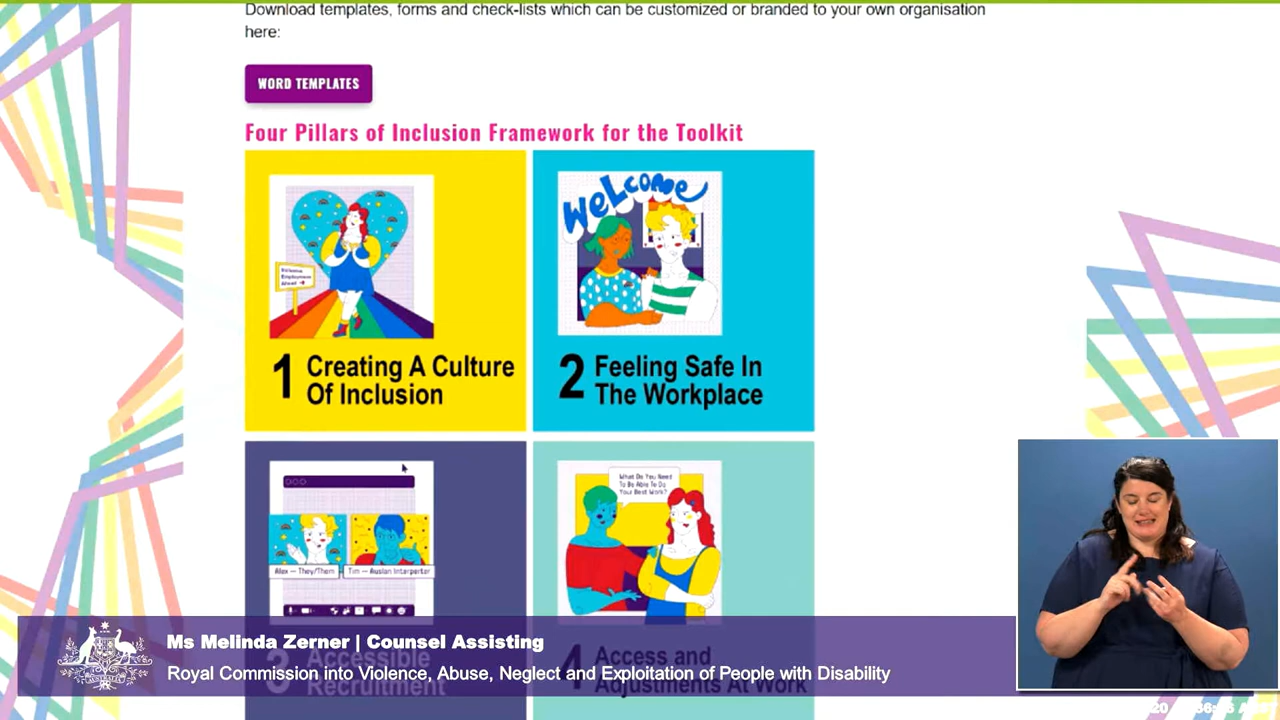 Download templates, forms and check-lists which can be customized or branded to your own organisation
here:
WORD TEMPLATES
Four Pillars of Inclusion Framework for the Toolkit
Inclusive
Employment
Ahead →
1 Creating A Culture
Of Inclusion
WeLcome
2 Feeling Safe In
The Workplace
Alex — They/Them
Tim — Auslan Interpertor
3 Accessible
Recruitment
What Do You Need
To Be Able To Do
Your Best Work?
4 Access and
Adjustments At Work
Ms Melinda Zerner | Counsel Assisting
Royal Commission into Violence, Abuse, Neglect and Exploitation of People with Disability